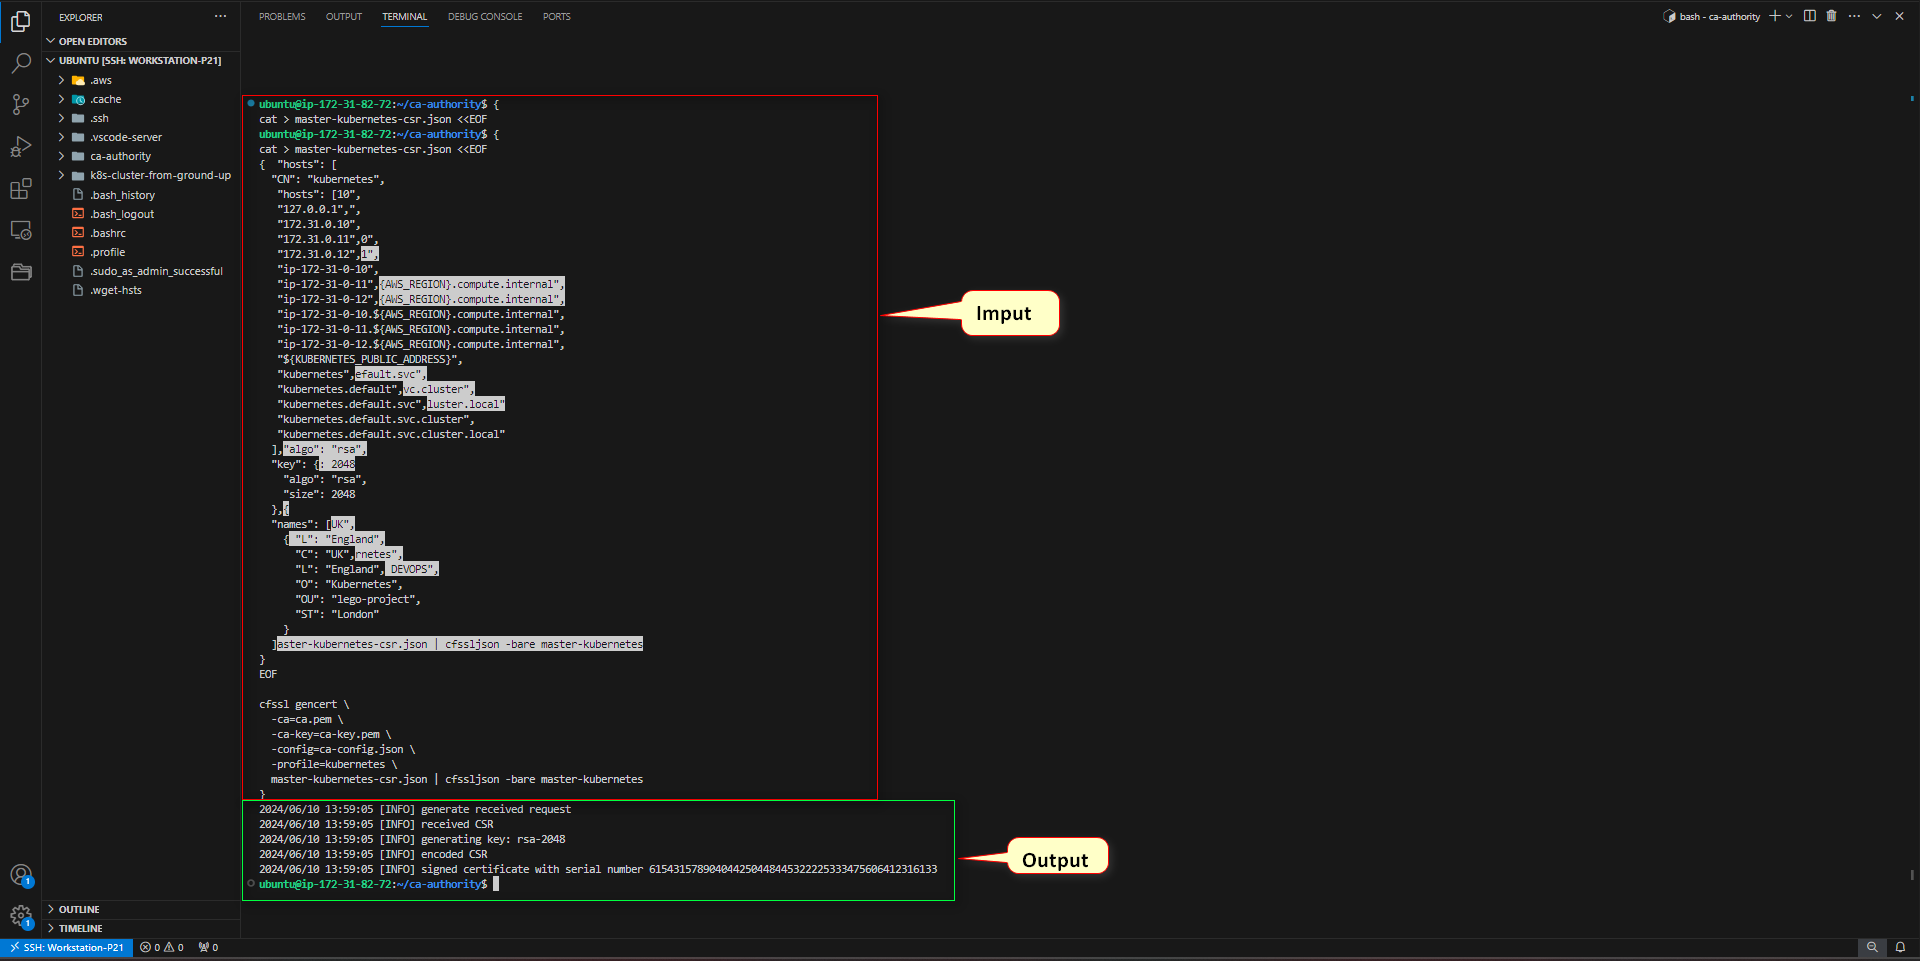 EXPLORER
OPEN EDITORS
UBUNTU [SSH: WORKSTATION-P21]
.aws
.cache
.ssh
.vscode-server
ca-authority
k8s-cluster-from-ground-up
.bash_history
.bash_logout
.bashrc
.profile
.sudo_as_admin_successful
.wget-hsts
OUTLINE
TIMELINE
PROBLEMS OUTPUT TERMINAL DEBUG CONSOLE PORTS
bash - ca-authority
ubuntu@ip-172-31-82-72:~/ca-authority$ {
cat > master-kubernetes-csr.json <<EOF
ubuntu@ip-172-31-82-72:~/ca-authority$ {
cat > master-kubernetes-csr.json <<EOF
{  "hosts": [
  "CN": "kubernetes",
   "hosts": [10",
   "127.0.0.1",",
   "172.31.0.10",
   "172.31.0.11",0",
   "172.31.0.12",1",
   "ip-172-31-0-10",
   "ip-172-31-0-11",{AWS_REGION}.compute.internal",
   "ip-172-31-0-12",{AWS_REGION}.compute.internal",
   "ip-172-31-0-10.${AWS_REGION}.compute.internal",
   "ip-172-31-0-11.${AWS_REGION}.compute.internal",
   "ip-172-31-0-12.${AWS_REGION}.compute.internal",
   "${KUBERNETES_PUBLIC_ADDRESS}",
   "kubernetes",efault.svc",
   "kubernetes.default",vc.cluster",
   "kubernetes.default.svc",luster.local"
   "kubernetes.default.svc.cluster",
   "kubernetes.default.svc.cluster.local"
  ],"algo": "rsa",
  "key": {: 2048
    "algo": "rsa",
    "size": 2048
  },{
  "names": [UK",
    { "L": "England",
      "C": "UK",rnetes",
      "L": "England", DEVOPS",
      "O": "Kubernetes",
      "OU": "lego-project",
      "ST": "London"
    }
  ]aster-kubernetes-csr.json | cfssljson -bare master-kubernetes
}
EOF
cfssl gencert \
  -ca=ca.pem \
  -ca-key=ca-key.pem \
  -config=ca-config.json \
  -profile=kubernetes \
  master-kubernetes-csr.json | cfssljson -bare master-kubernetes
}
Imput
2024/06/10 13:59:05 [INFO] generate received request
2024/06/10 13:59:05 [INFO] received CSR
2024/06/10 13:59:05 [INFO] generating key: rsa-2048
2024/06/10 13:59:05 [INFO] encoded CSR
2024/06/10 13:59:05 [INFO] signed certificate with serial number 615431578904044250448445322225333475606412316133
ubuntu@ip-172-31-82-72:~/ca-authority$
Output
1
1
SSH: Workstation-P21 0 0 0